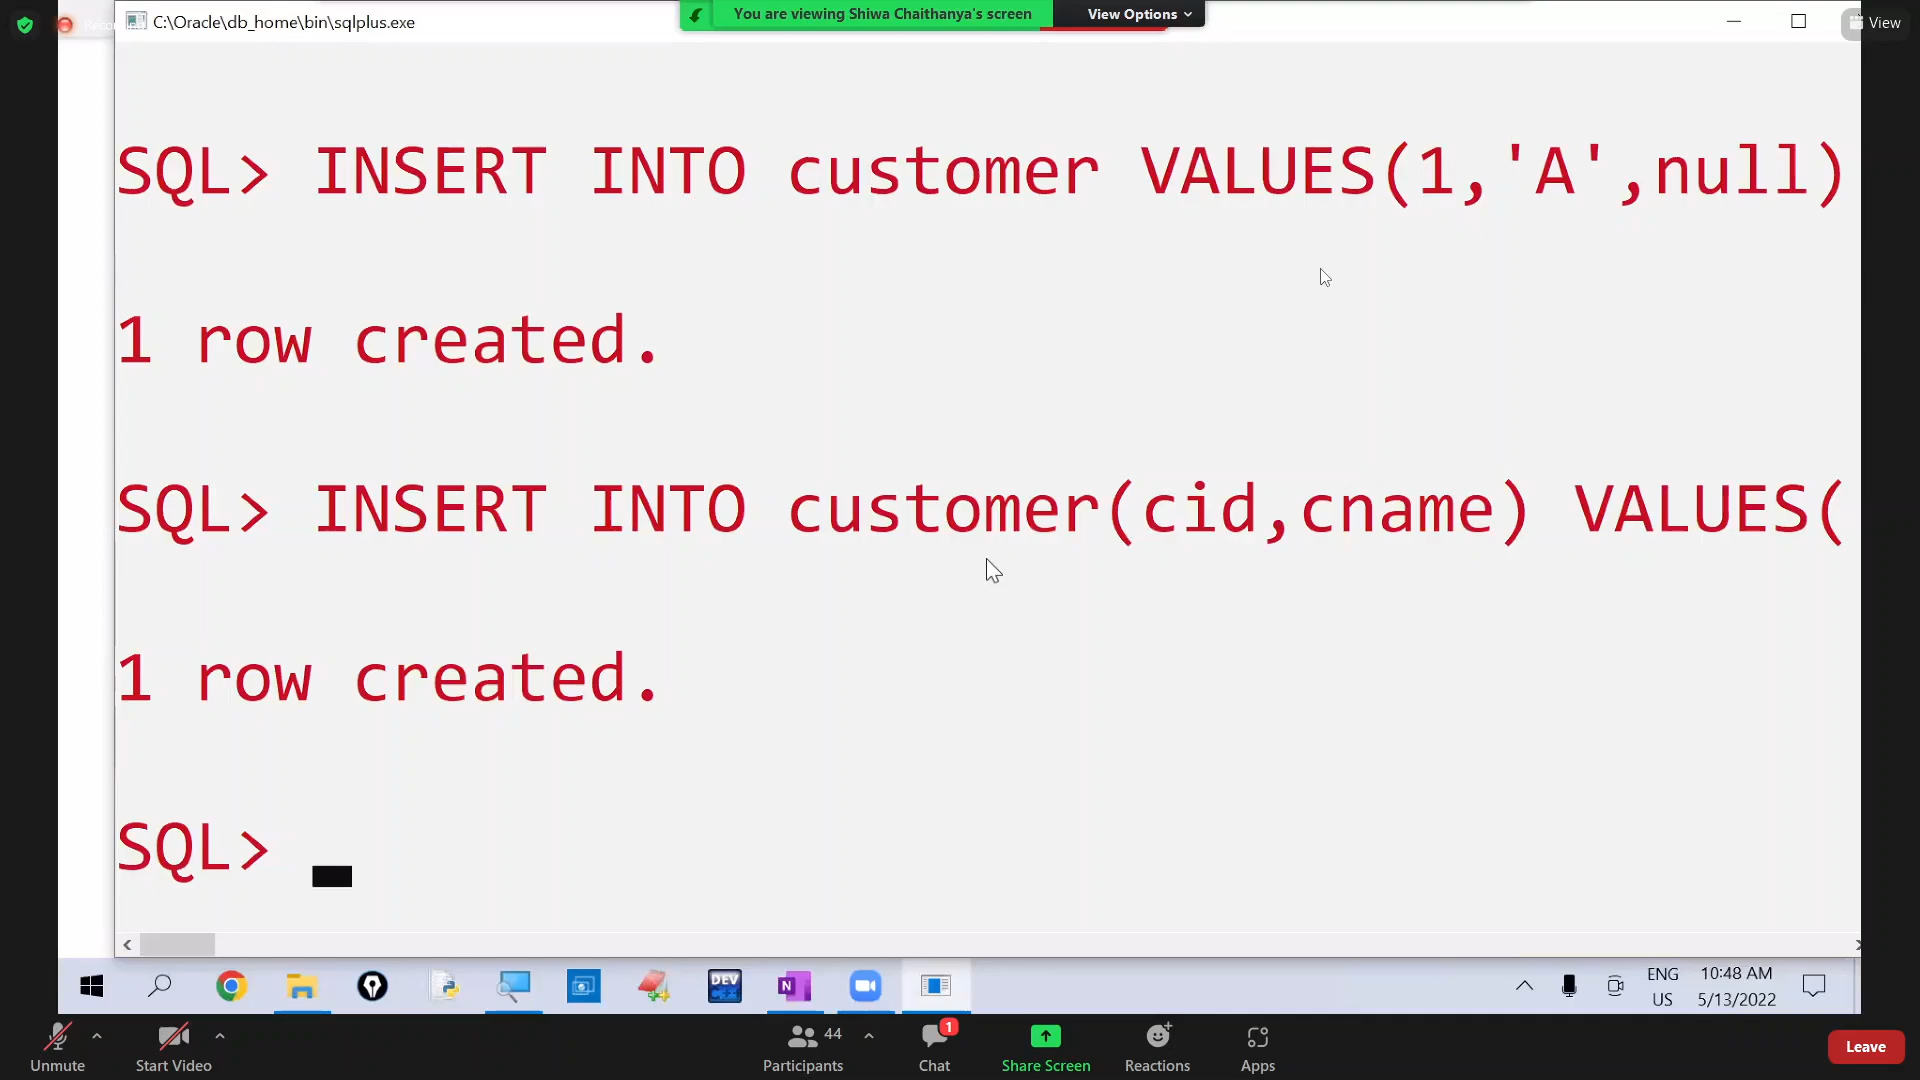 C:\Oracle\db_home\bin\sqlplus.exe
You are viewing Shiwa Chaithanya's screen
View Options
View
SQL> INSERT INTO customer VALUES(1,'A',null)
1 row created.
SQL> INSERT INTO customer(cid,cname) VALUES(
1 row created.
SQL>
DEV
N
ENG
US
10:48 AM
5/13/2022
Unmute
Start Video
44
Participants
1
Chat
Share Screen
Reactions
Apps
Leave